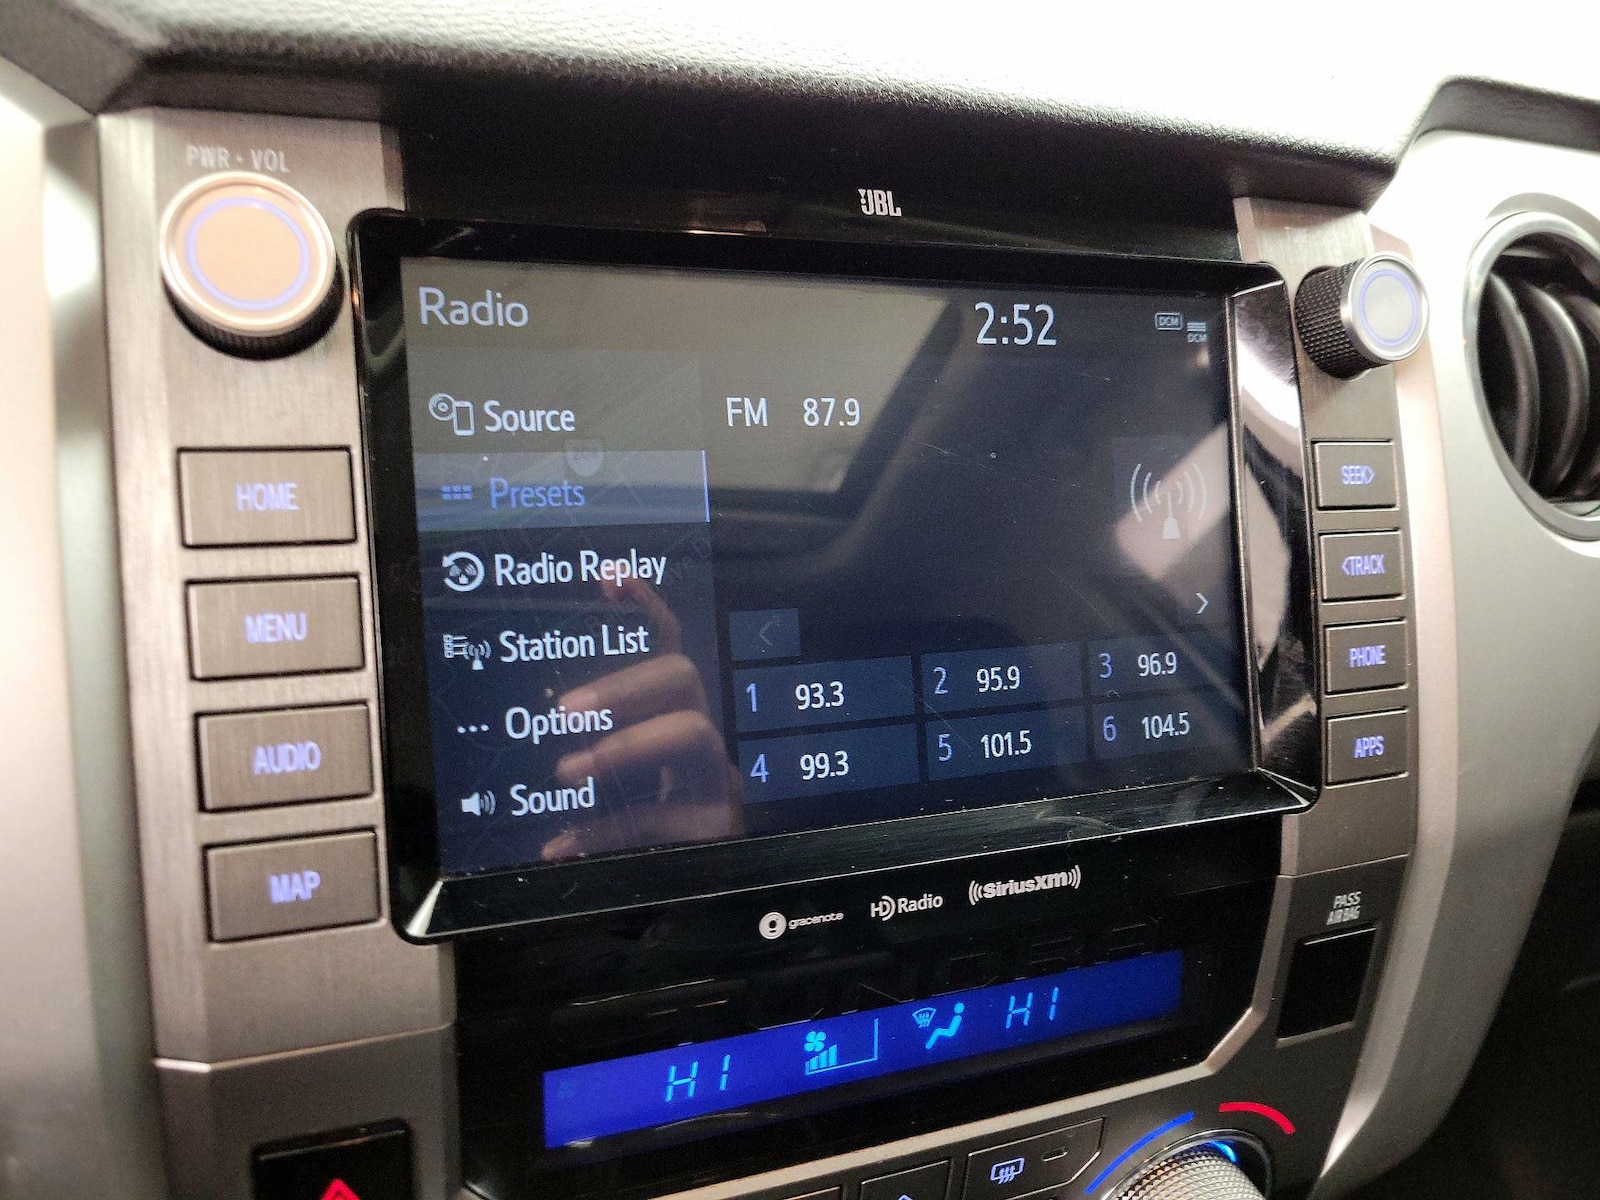 PWR • VOL
JBL
Radio
2:52
DCM
DCM
Source
FM 87.9
Presets
Radio Replay
Station List
Options
Sound
1 93.3
2 95.9
3 96.9
4 99.3
5 101.5
6 104.5
HOME
MENU
AUDIO
MAP
SEEK>
<TRACK
PHONE
APPS
gracenote
HD Radio
((SiriusXM))
PASS
AIR BAG
HI
HI